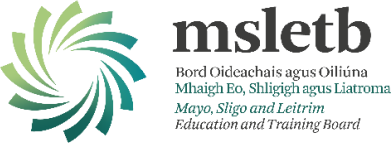 msletb
Bord Oideachais agus Oiliúna
Mhaigh Eo, Shligigh agus Liatroma
Mayo, Sligo and Leitrim
Education and Training Board